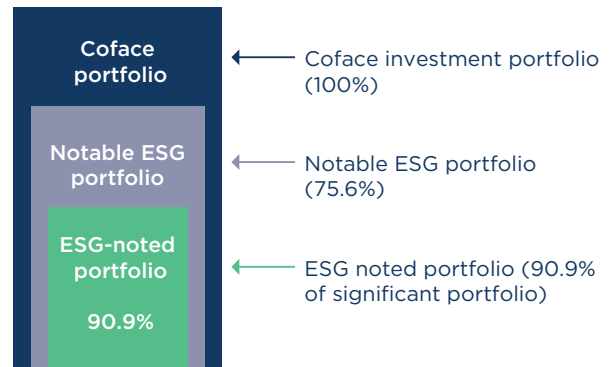 Coface
portfolio
Coface investment portfolio
(100%)
Notable ESG
portfolio
Notable ESG portfolio
(75.6%)
ESG-noted
portfolio
90.9%
ESG noted portfolio (90.9%
of significant portfolio)